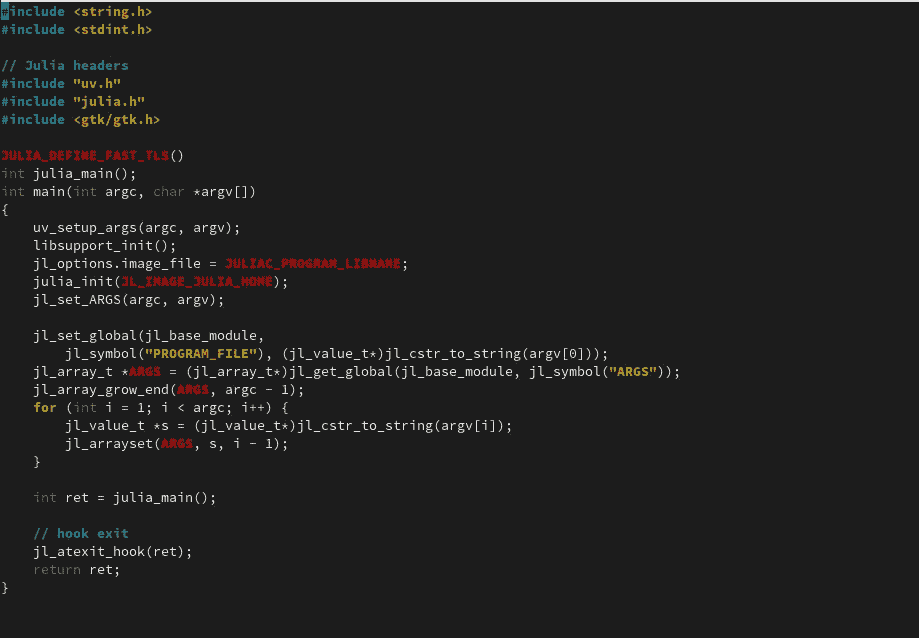 #include <string.h>
#include <stdint.h>

// Julia headers
#include "uv.h"
#include "julia.h"
#include <gtk/gtk.h>

JULIA_DEFINE_FAST_TLS()
int julia_main();
int main(int argc, char *argv[])
{
    uv_setup_args(argc, argv);
    libsupport_init();
    jl_options.image_file = JULIAC_PROGRAM_LIBNAME;
    julia_init(JL_IMAGE_JULIA_HOME);
    jl_set_ARGS(argc, argv);

    jl_set_global(jl_base_module,
        jl_symbol("PROGRAM_FILE"), (jl_value_t*)jl_cstr_to_string(argv[0]));
    jl_array_t *ARGS = (jl_array_t*)jl_get_global(jl_base_module, jl_symbol("ARGS"));
    jl_array_grow_end(ARGS, argc - 1);
    for (int i = 1; i < argc; i++) {
        jl_value_t *s = (jl_value_t*)jl_cstr_to_string(argv[i]);
        jl_arrayset(ARGS, s, i - 1);
    }

    int ret = julia_main();

    // hook exit
    jl_atexit_hook(ret);
    return ret;
}